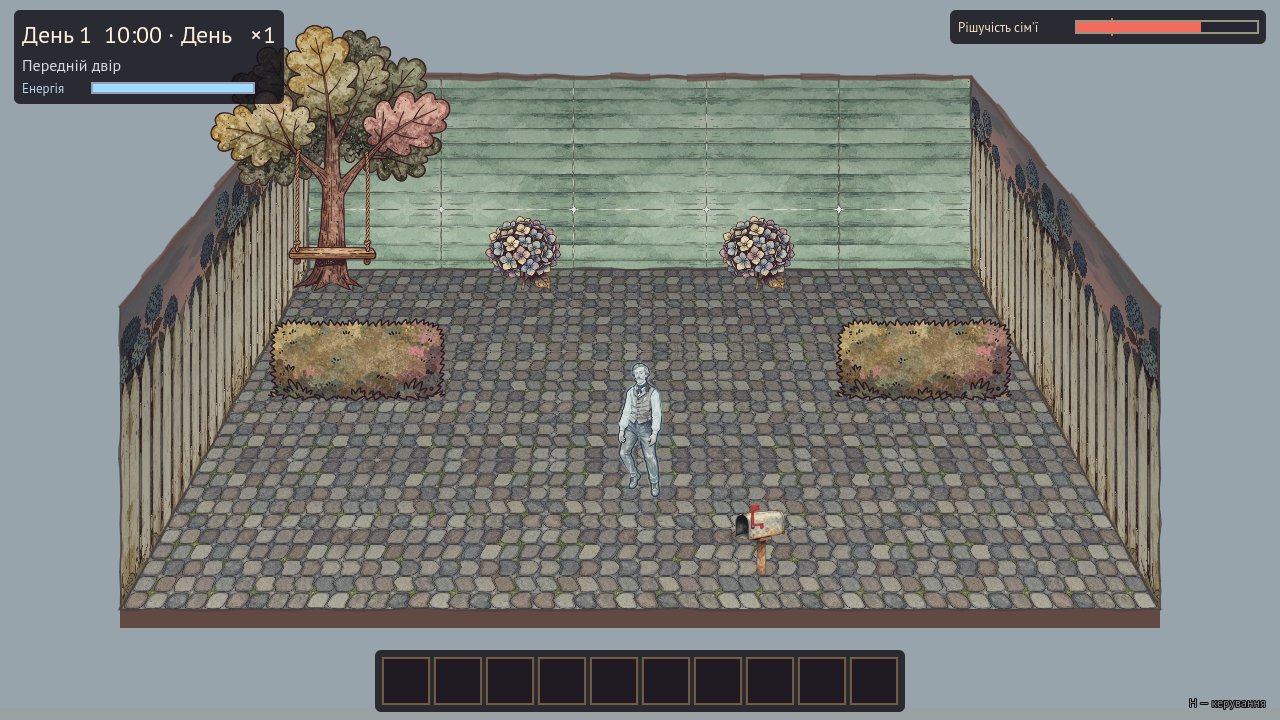 День 1 10:00 · День ×1
Передній двір
Енергія
Рішучість сім'ї
H — керування